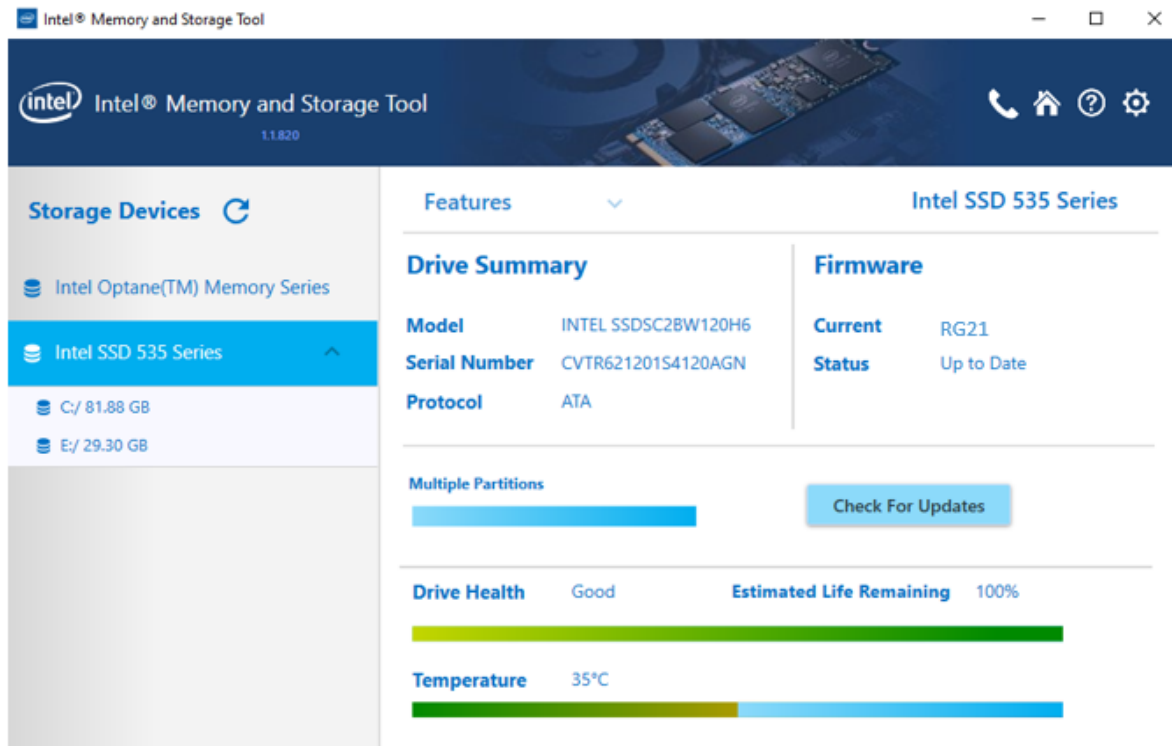 Intel® Memory and Storage Tool
intel Intel® Memory and Storage Tool
1.1.820
Storage Devices
Intel Optane(TM) Memory Series
Intel SSD 535 Series
C:/ 81.88 GB
E:/ 29.30 GB
Features
Intel SSD 535 Series
Drive Summary
Model INTEL SSDSC2BW120H6
Serial Number CVTR621201S4120AGN
Protocol ATA
Firmware
Current RG21
Status Up to Date
Multiple Partitions
Check For Updates
Drive Health Good Estimated Life Remaining 100%
Temperature 35°C